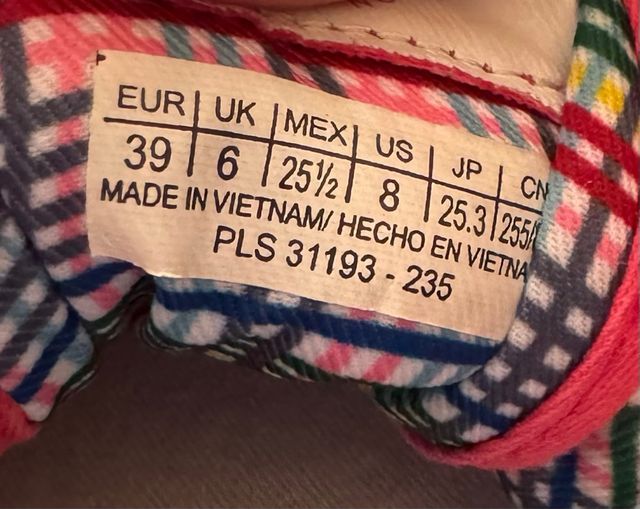 EUR UK MEX US JP CN
39 6 25½ 8 25.3
MADE IN VIETNAM/ HECHO EN
PLS 31193 - 235